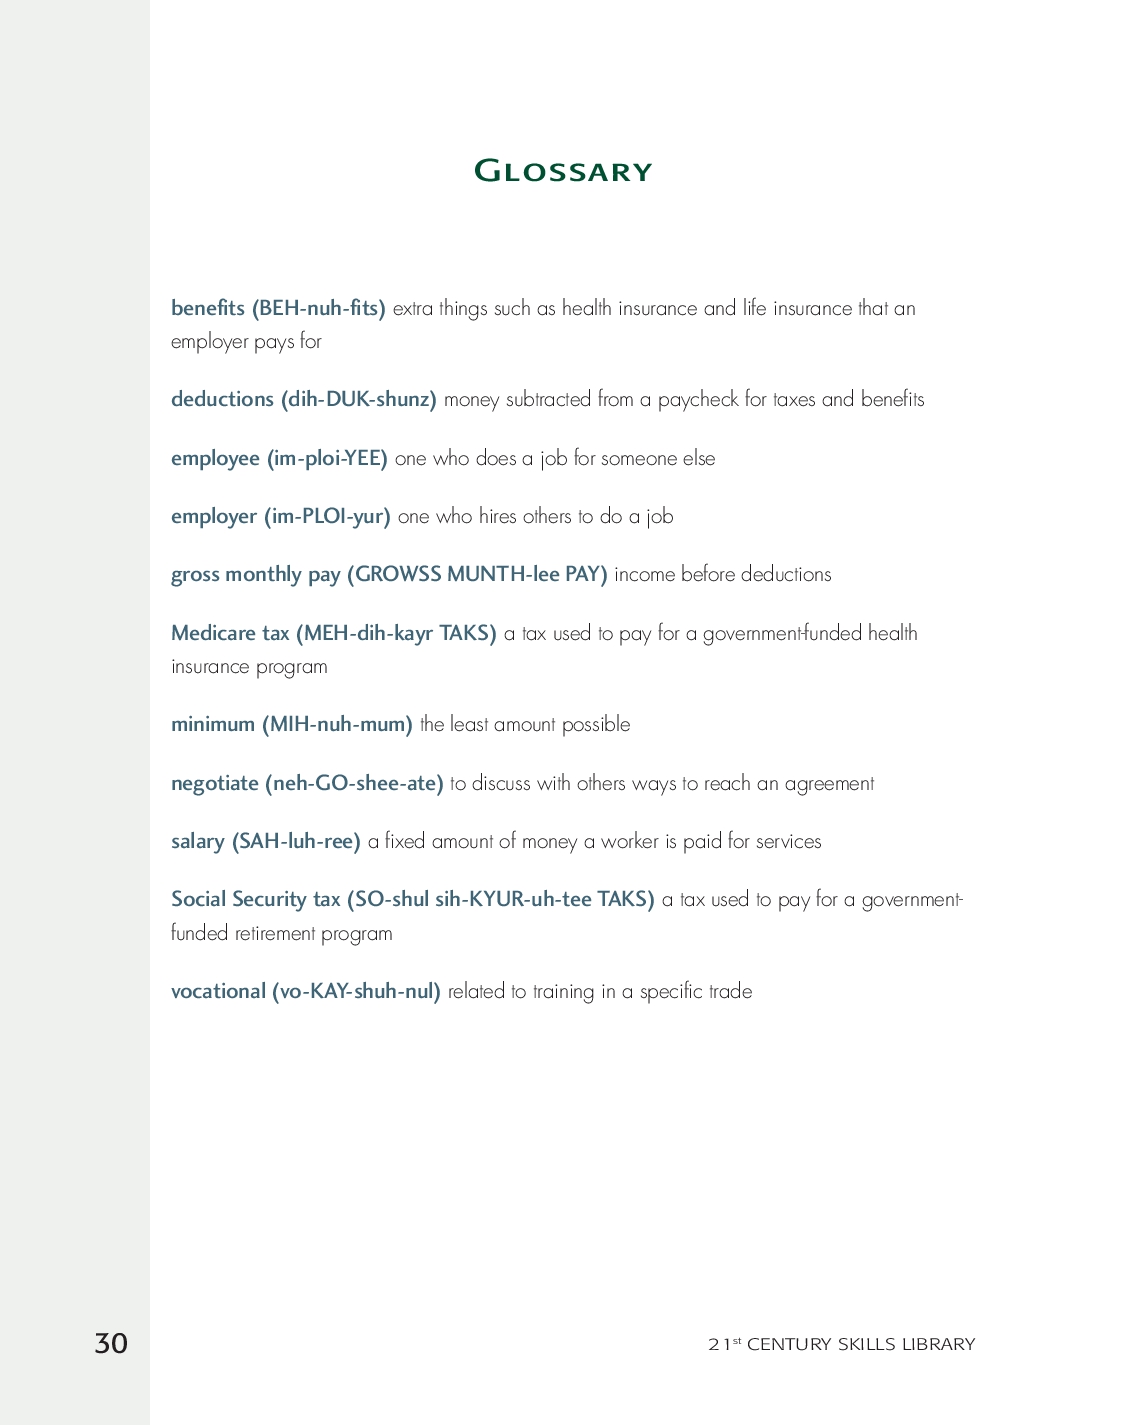 GLOSSARY
benefits (BEH-nuh-fits) extra things such as health insurance and life insurance that an
employer pays for
deductions (dih-DUK-shunz) money subtracted from a paycheck for taxes and benefits
employee (im-ploi-YEE) one who does a job for someone else
employer (im-PLOI-yur) one who hires others to do a job
gross monthly pay (GROWSS MUNTH-lee PAY) income before deductions
Medicare tax (MEH-dih-kayr TAKS) a tax used to pay for a government-funded health
insurance program
minimum (MIH-nuh-mum) the least amount possible
negotiate (neh-GO-shee-ate) to discuss with others ways to reach an agreement
salary (SAH-luh-ree) a fixed amount of money a worker is paid for services
Social Security tax (SO-shul sih-KYUR-uh-tee TAKS) a tax used to pay for a government-
funded retirement program
vocational (vo-KAY-shuh-nul) related to training in a specific trade
30
21st CENTURY SKILLS LIBRARY